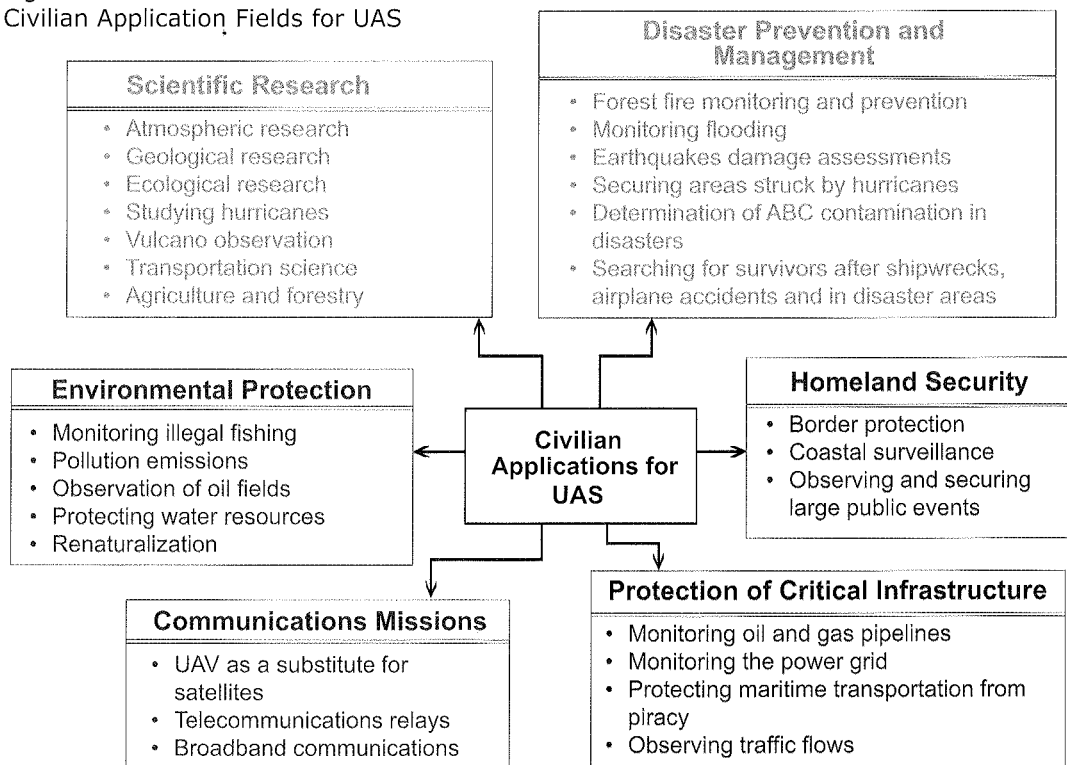 Civilian Application Fields for UAS
Scientific Research
• Atmospheric research
• Geological research
• Ecological research
• Studying hurricanes
• Vulcano observation
• Transportation science
• Agriculture and forestry
Disaster Prevention and
Management
• Forest fire monitoring and prevention
• Monitoring flooding
• Earthquakes damage assessments
• Securing areas struck by hurricanes
• Determination of ABC contamination in
disasters
• Searching for survivors after shipwrecks,
airplane accidents and in disaster areas
Environmental Protection
• Monitoring illegal fishing
• Pollution emissions
• Observation of oil fields
• Protecting water resources
• Renaturalization
Civilian
Applications for
UAS
Homeland Security
• Border protection
• Coastal surveillance
• Observing and securing
large public events
Communications Missions
• UAV as a substitute for
satellites
• Telecommunications relays
• Broadband communications
Protection of Critical Infrastructure
• Monitoring oil and gas pipelines
• Monitoring the power grid
• Protecting maritime transportation from
piracy
• Observing traffic flows